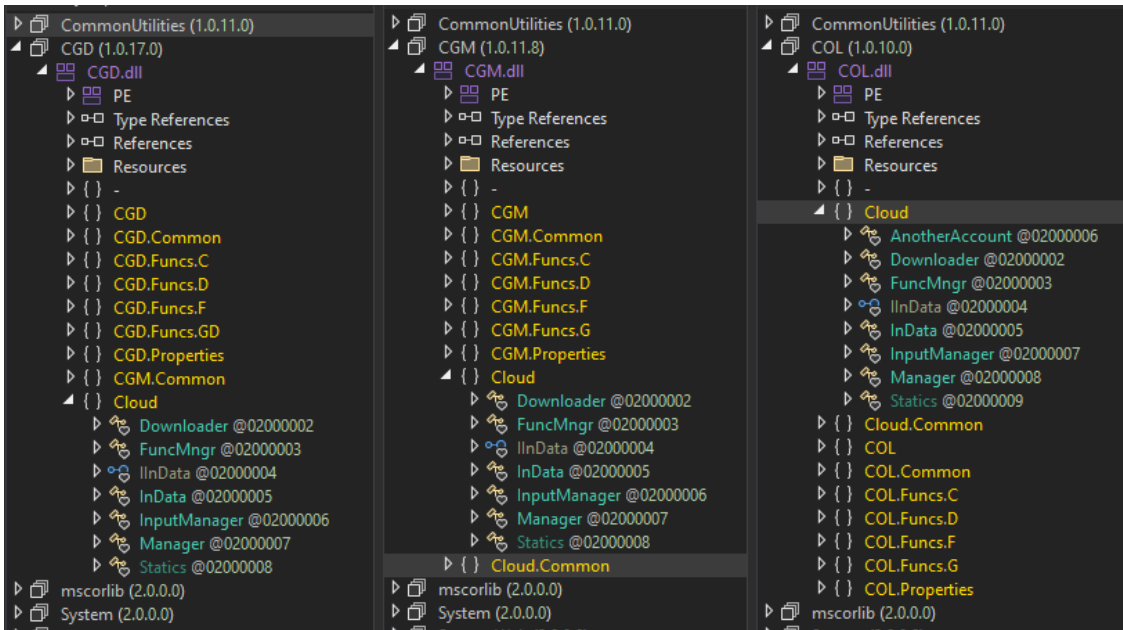 CommonUtilities (1.0.11.0)
CGD (1.0.17.0)
CGD.dll
PE
Type References
References
Resources
{ } -
{ } CGD
{ } CGD.Common
{ } CGD.Funcs.C
{ } CGD.Funcs.D
{ } CGD.Funcs.F
{ } CGD.Funcs.GD
{ } CGD.Properties
{ } CGM.Common
{ } Cloud
Downloader @02000002
FuncMngr @02000003
IInData @02000004
InData @02000005
InputManager @02000006
Manager @02000007
Statics @02000008
mscorlib (2.0.0.0)
System (2.0.0.0)
CommonUtilities (1.0.11.0)
CGM (1.0.11.8)
CGM.dll
PE
Type References
References
Resources
{ } -
{ } CGM
{ } CGM.Common
{ } CGM.Funcs.C
{ } CGM.Funcs.D
{ } CGM.Funcs.F
{ } CGM.Funcs.G
{ } CGM.Properties
{ } Cloud
Downloader @02000002
FuncMngr @02000003
IInData @02000004
InData @02000005
InputManager @02000006
Manager @02000007
Statics @02000008
{ } Cloud.Common
mscorlib (2.0.0.0)
System (2.0.0.0)
CommonUtilities (1.0.11.0)
COL (1.0.10.0)
COL.dll
PE
Type References
References
Resources
{ } -
{ } Cloud
AnotherAccount @02000006
Downloader @02000002
FuncMngr @02000003
IInData @02000004
InData @02000005
InputManager @02000007
Manager @02000008
Statics @02000009
{ } Cloud.Common
{ } COL
{ } COL.Common
{ } COL.Funcs.C
{ } COL.Funcs.D
{ } COL.Funcs.F
{ } COL.Funcs.G
{ } COL.Properties
mscorlib (2.0.0.0)